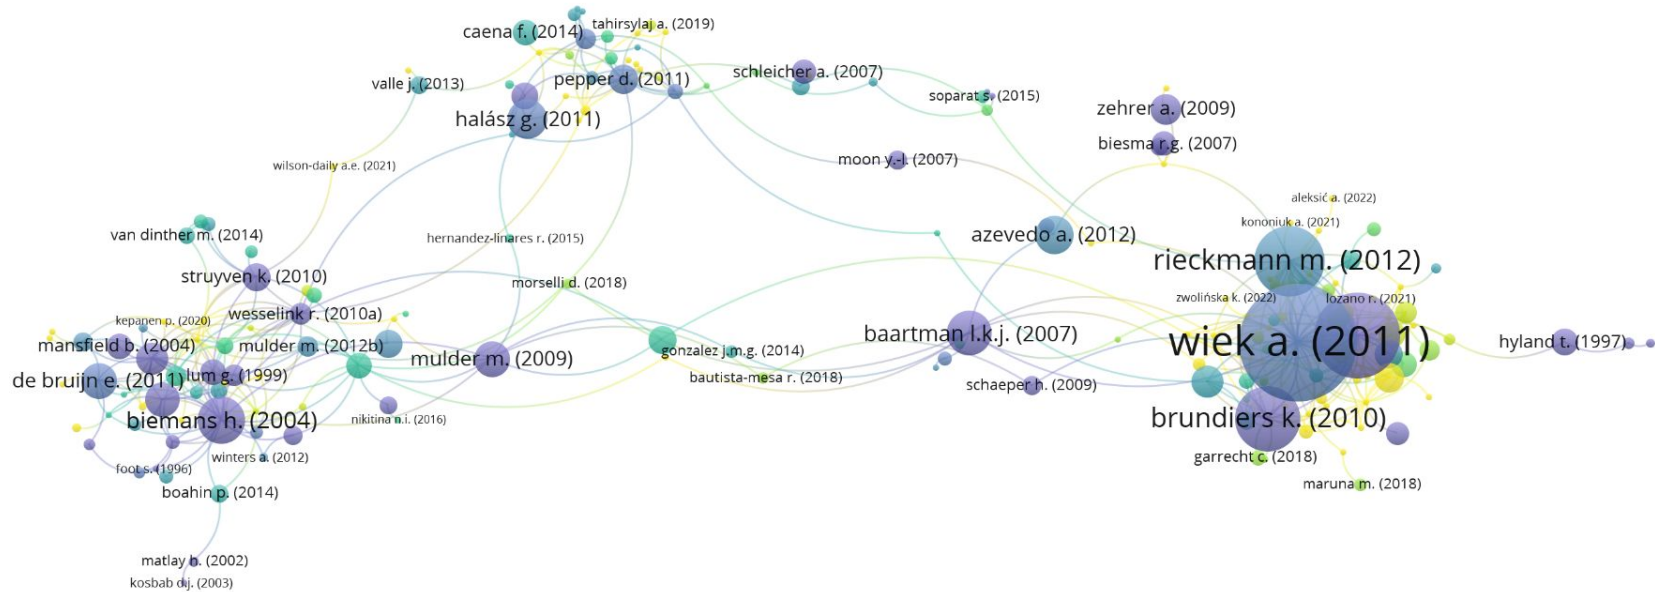 tahirsylaj a. (2019)
caena f. (2014)
schleicher a. (2007)
pepper d. (2011)
valle j. (2013)
soparat s. (2015)
zehrer a. (2009)
halász g. (2011)
biesma r.g. (2007)
moon y.-l. (2007)
wilson-daily a.e. (2021)
aleksić a. (2022)
kononiuk a. (2021)
van dinther m. (2014)
hernandez-linares r. (2015)
azevedo a. (2012)
rieckmann m. (2012)
struyven k. (2010)
morselli d. (2018)
zwolińska k. (2022)
lozano r. (2021)
wesselink r. (2010a)
kepanen p. (2020)
baartman l.k.j. (2007)
wiek a. (2011)
hyland t. (1997)
mansfield b. (2004)
mulder m. (2012b)
gonzalez j.m.g. (2014)
mulder m. (2009)
lum g. (1999)
de bruijn e. (2011)
bautista-mesa r. (2018)
schaeper h. (2009)
biemans h. (2004)
nikitina n.i. (2016)
brundiers k. (2010)
winters a. (2012)
garrecht c. (2018)
foot s. (1996)
maruna m. (2018)
boahin p. (2014)
matlay h. (2002)
kosbab d.j. (2003)